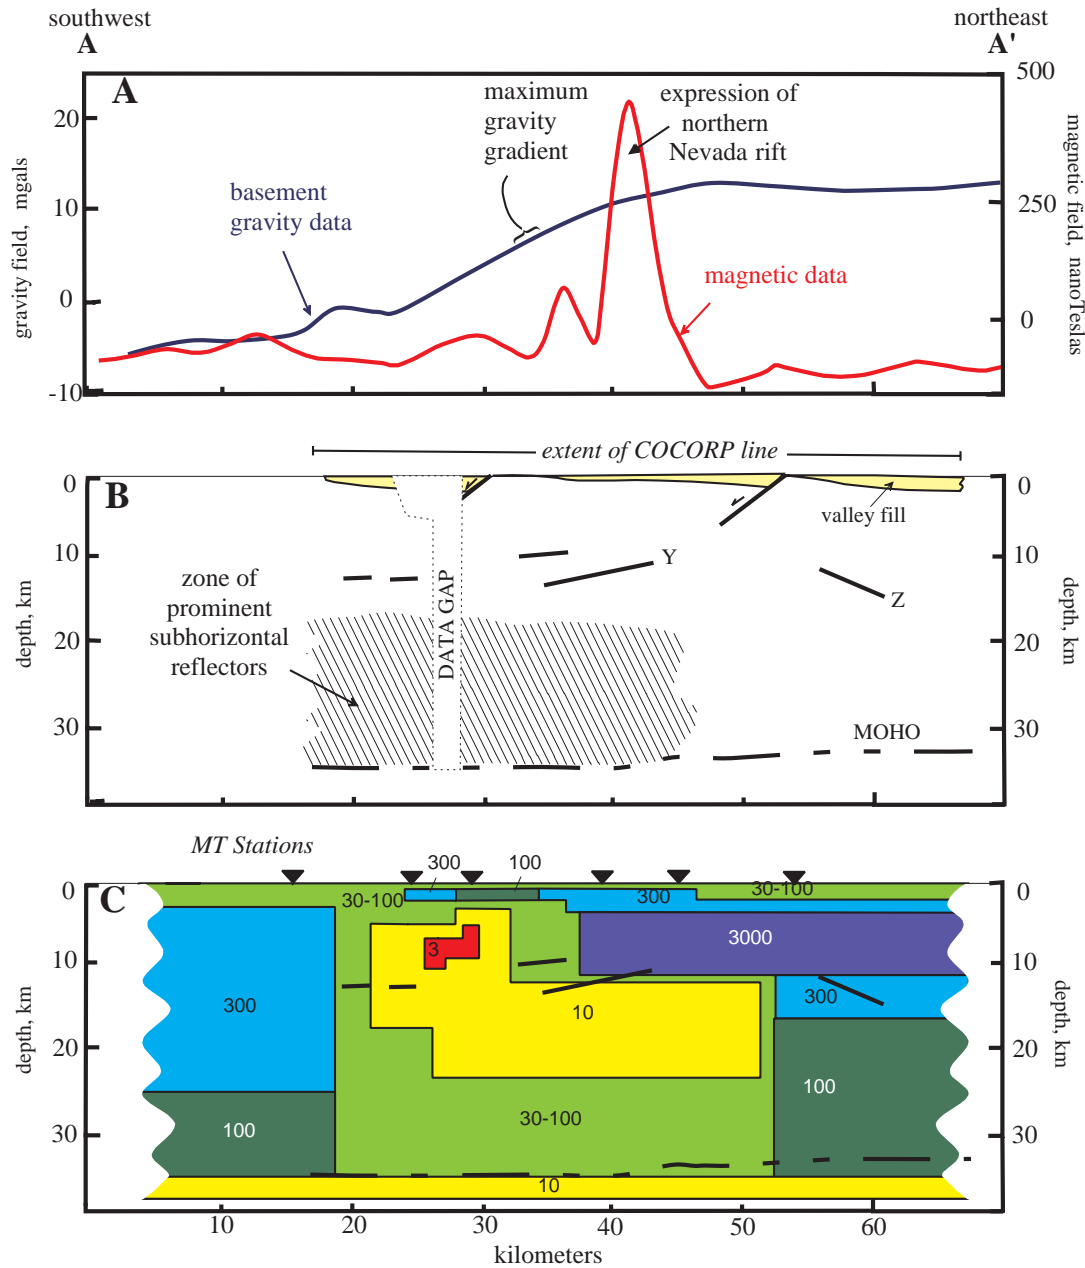 southwest
A
northeast
A'
A
maximum
gravity
gradient
expression of
northern
Nevada rift
basement
gravity data
magnetic data
20
10
0
-10
gravity field, mgals
500
250
0
magnetic field, nanoTeslas
extent of COCORP line
B
valley fill
Y
Z
zone of
prominent
subhorizontal
reflectors
DATA GAP
MOHO
0
10
20
30
depth, km
0
10
20
30
depth, km
MT Stations
300
100
C
30-100
300
30-100
3
3000
300
10
300
100
30-100
100
10
0
10
20
30
depth, km
0
10
20
30
depth, km
10
20
30
40
50
60
kilometers